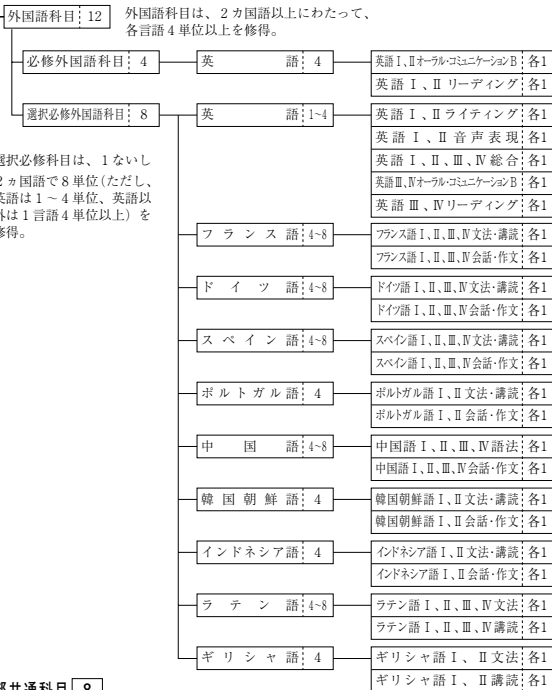 外国語科目 12
外国語科目は、2カ国語以上にわたって、
各言語4単位以上を修得。
必修外国語科目 4
英語 4
英語Ⅰ、Ⅱオーラル・コミュニケーションB 各1
英語Ⅰ、Ⅱリーディング 各1
選択必修外国語科目 8
選択必修科目は、1ないし
2ヵ国語で8単位(ただし、
英語は1～4単位、英語以
外は1言語4単位以上)を
修得。
英語 1~4
英語Ⅰ、Ⅱライティング 各1
英語Ⅰ、Ⅱ音声表現 各1
英語Ⅰ、Ⅱ、Ⅲ、Ⅳ総合 各1
英語Ⅲ、Ⅳオーラル・コミュニケーションB 各1
英語Ⅲ、Ⅳリーディング 各1
フランス語 4~8
フランス語Ⅰ、Ⅱ、Ⅲ、Ⅳ文法・講読 各1
フランス語Ⅰ、Ⅱ、Ⅲ、Ⅳ会話・作文 各1
ドイツ語 4~8
ドイツ語Ⅰ、Ⅱ、Ⅲ、Ⅳ文法・講読 各1
ドイツ語Ⅰ、Ⅱ、Ⅲ、Ⅳ会話・作文 各1
スペイン語 4~8
スペイン語Ⅰ、Ⅱ、Ⅲ、Ⅳ文法・講読 各1
スペイン語Ⅰ、Ⅱ、Ⅲ、Ⅳ会話・作文 各1
ポルトガル語 4
ポルトガル語Ⅰ、Ⅱ文法・講読 各1
ポルトガル語Ⅰ、Ⅱ会話・作文 各1
中国語 4~8
中国語Ⅰ、Ⅱ、Ⅲ、Ⅳ語法 各1
中国語Ⅰ、Ⅱ、Ⅲ、Ⅳ会話・作文 各1
韓国朝鮮語 4
韓国朝鮮語Ⅰ、Ⅱ文法・講読 各1
韓国朝鮮語Ⅰ、Ⅱ会話・作文 各1
インドネシア語 4
インドネシア語Ⅰ、Ⅱ文法・講読 各1
インドネシア語Ⅰ、Ⅱ会話・作文 各1
ラテン語 4~8
ラテン語Ⅰ、Ⅱ、Ⅲ、Ⅳ文法 各1
ラテン語Ⅰ、Ⅱ、Ⅲ、Ⅳ講読 各1
ギリシャ語 4
ギリシャ語Ⅰ、Ⅱ文法 各1
ギリシャ語Ⅰ、Ⅱ講読 各1
部共通科目 8